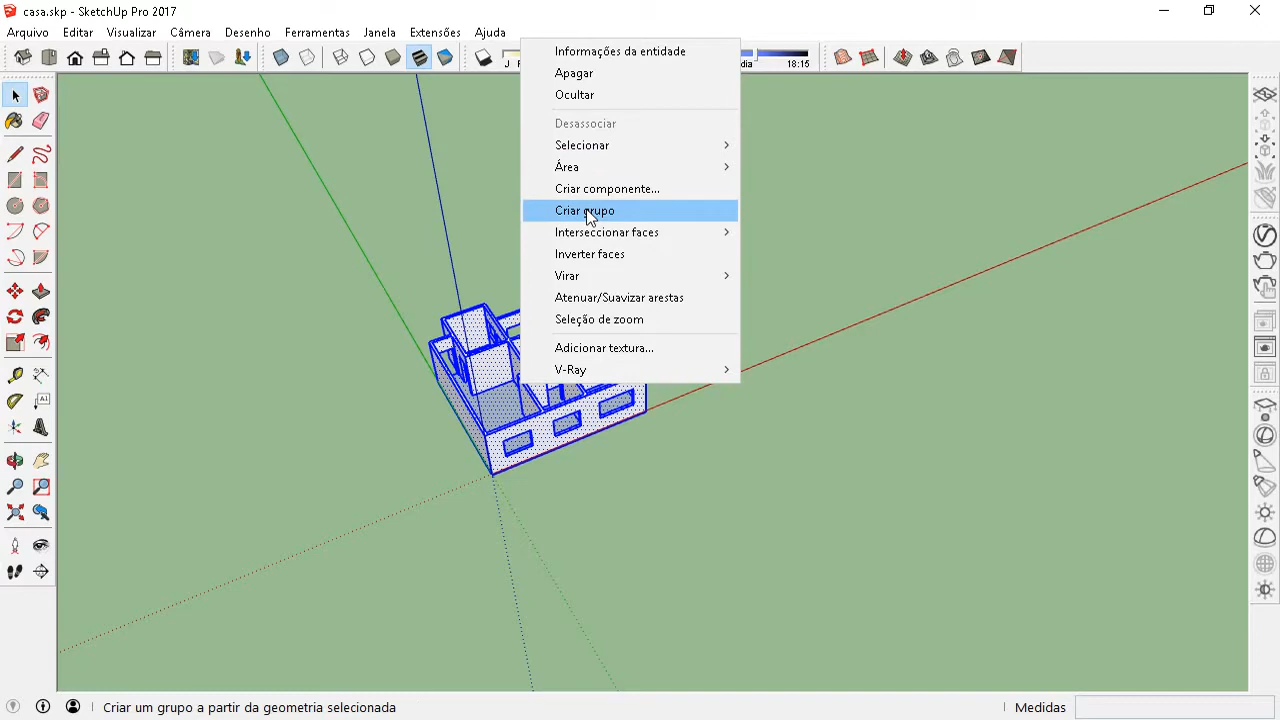 casa.skp - SketchUp Pro 2017
Arquivo Editar Visualizar Câmera Desenho Ferramentas Janela Extensões Ajuda
J
dia 18:15
Informações da entidade
Apagar
Ocultar
Desassociar
Selecionar
Área
Criar componente...
Criar grupo
Interseccionar faces
Inverter faces
Virar
Atenuar/Suavizar arestas
Seleção de zoom
Adicionar textura...
V-Ray
A1
Criar um grupo a partir da geometria selecionada
Medidas